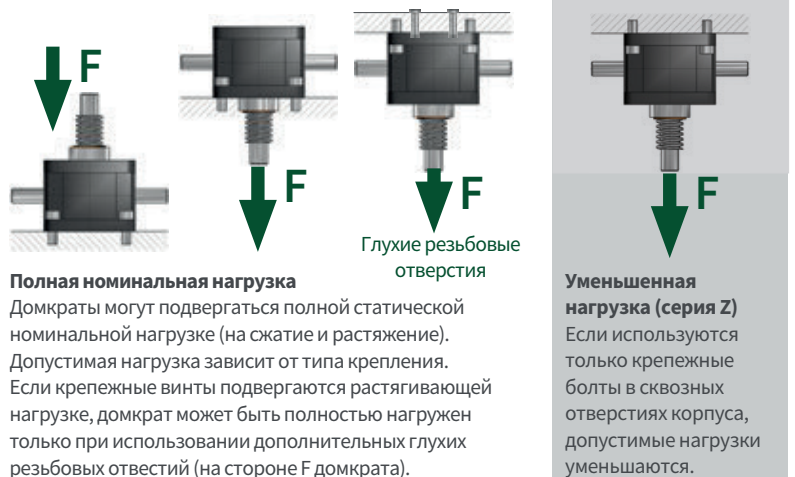 F
F
F
F
Глухие резьбовые
отверстия
Полная номинальная нагрузка
Домкраты могут подвергаться полной статической
номинальной нагрузке (на сжатие и растяжение).
Допустимая нагрузка зависит от типа крепления.
Если крепежные винты подвергаются растягивающей
нагрузке, домкрат может быть полностью нагружен
только при использовании дополнительных глухих
резьбовых отвестий (на стороне F домкрата).
Уменьшенная
нагрузка (серия Z)
Если используются
только крепежные
болты в сквозных
отверстиях корпуса,
допустимые нагрузки
уменьшаются.